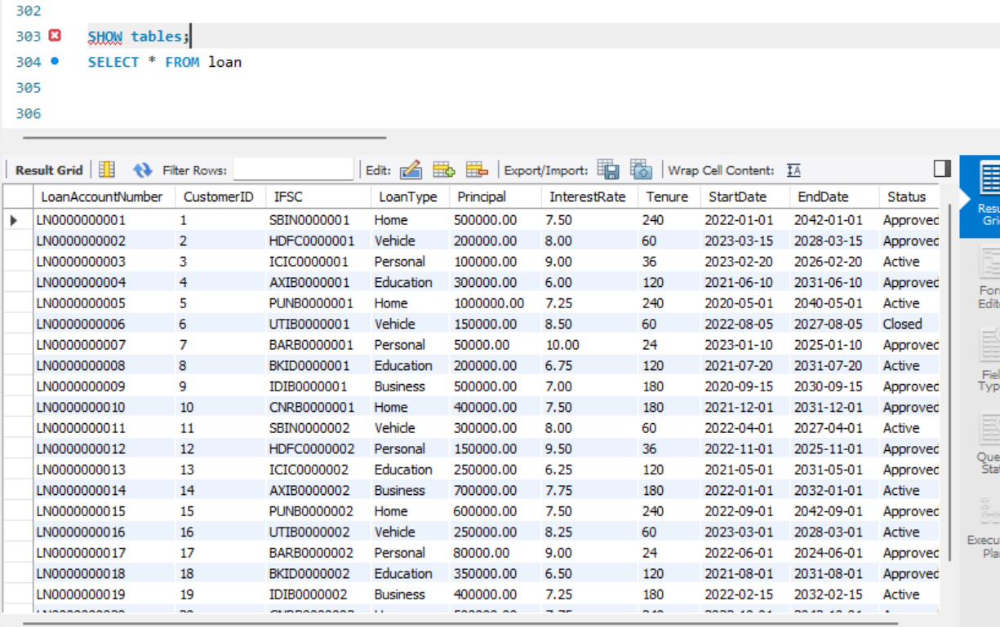 302
303 SHOW tables;
304 SELECT * FROM loan
305
306
Result Grid Filter Rows: Edit: Export/Import: Wrap Cell Content: IA
LoanAccountNumber CustomerID IFSC LoanType Principal InterestRate Tenure StartDate EndDate Status
LN0000000001 1 SBIN0000001 Home 500000.00 7.50 240 2022-01-01 2042-01-01 Approved
LN0000000002 2 HDFC0000001 Vehicle 200000.00 8.00 60 2023-03-15 2028-03-15 Approved
LN0000000003 3 ICIC0000001 Personal 100000.00 9.00 36 2023-02-20 2026-02-20 Active
LN0000000004 4 AXIB0000001 Education 300000.00 6.00 120 2021-06-10 2031-06-10 Approved
LN0000000005 5 PUNB0000001 Home 1000000.00 7.25 240 2020-05-01 2040-05-01 Active
LN0000000006 6 UTIB0000001 Vehicle 150000.00 8.50 60 2022-08-05 2027-08-05 Closed
LN0000000007 7 BARB0000001 Personal 50000.00 10.00 24 2023-01-10 2025-01-10 Approved
LN0000000008 8 BKID0000001 Education 200000.00 6.75 120 2021-07-20 2031-07-20 Active
LN0000000009 9 IDIB0000001 Business 500000.00 7.00 180 2020-09-15 2030-09-15 Approved
LN0000000010 10 CNRB0000001 Home 400000.00 7.50 180 2021-12-01 2031-12-01 Approved
LN0000000011 11 SBIN0000002 Vehicle 300000.00 8.00 60 2022-04-01 2027-04-01 Active
LN0000000012 12 HDFC0000002 Personal 150000.00 9.50 36 2022-11-01 2025-11-01 Approved
LN0000000013 13 ICIC0000002 Education 250000.00 6.25 120 2021-05-01 2031-05-01 Approved
LN0000000014 14 AXIB0000002 Business 700000.00 7.75 180 2022-01-01 2032-01-01 Active
LN0000000015 15 PUNB0000002 Home 600000.00 7.50 240 2022-09-01 2042-09-01 Approved
LN0000000016 16 UTIB0000002 Vehicle 250000.00 8.25 60 2023-03-01 2028-03-01 Active
LN0000000017 17 BARB0000002 Personal 80000.00 9.00 24 2022-06-01 2024-06-01 Approved
LN0000000018 18 BKID0000002 Education 350000.00 6.50 120 2021-08-01 2031-08-01 Approved
LN0000000019 19 IDIB0000002 Business 400000.00 7.25 180 2022-02-15 2032-02-15 Active
Resu
Gri
For
Edit
Fiel
Typ
Que
Sta
Execu
Pla